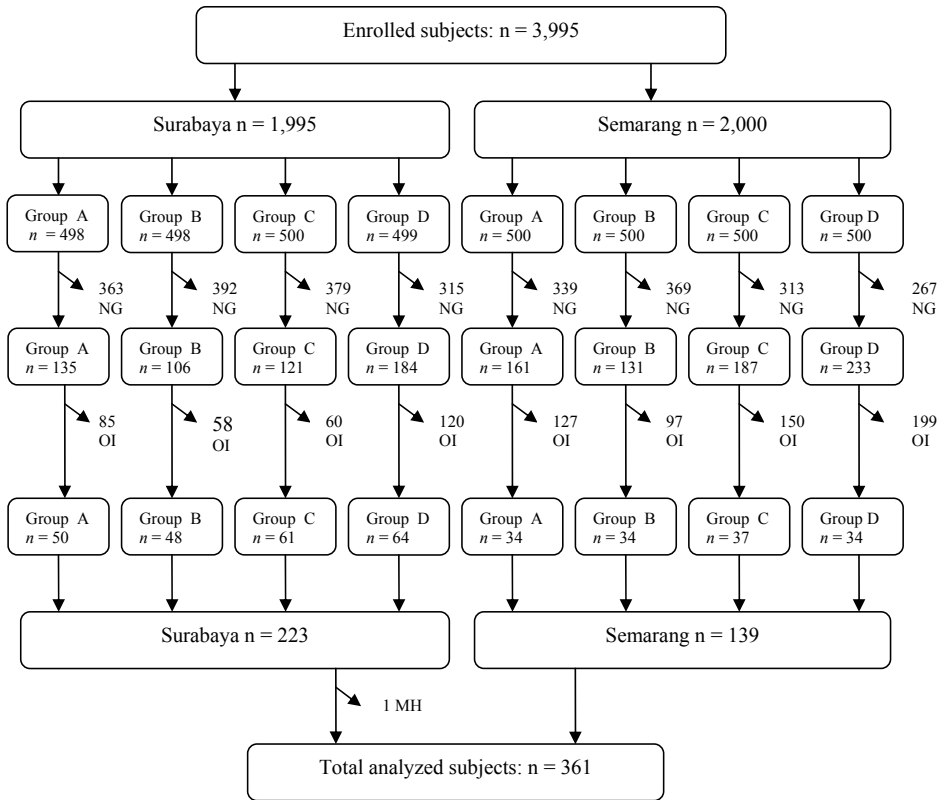 Enrolled subjects: n = 3,995
Surabaya n = 1,995
Semarang n = 2,000
Group A
n = 498
Group B
n = 498
Group C
n = 500
Group D
n = 499
Group A
n = 500
Group B
n = 500
Group C
n = 500
Group D
n = 500
363
NG
392
NG
379
NG
315
NG
339
NG
369
NG
313
NG
267
NG
Group A
n = 135
Group B
n = 106
Group C
n = 121
Group D
n = 184
Group A
n = 161
Group B
n = 131
Group C
n = 187
Group D
n = 233
85
OI
58
OI
60
OI
120
OI
127
OI
97
OI
150
OI
199
OI
Group A
n = 50
Group B
n = 48
Group C
n = 61
Group D
n = 64
Group A
n = 34
Group B
n = 34
Group C
n = 37
Group D
n = 34
Surabaya n = 223
Semarang n = 139
1 MH
Total analyzed subjects: n = 361